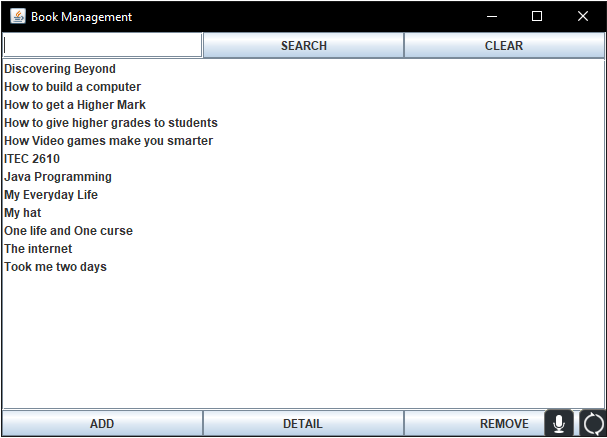 Book Management
SEARCH CLEAR
Discovering Beyond
How to build a computer
How to get a Higher Mark
How to give higher grades to students
How Video games make you smarter
ITEC 2610
Java Programming
My Everyday Life
My hat
One life and One curse
The internet
Took me two days
ADD DETAIL REMOVE